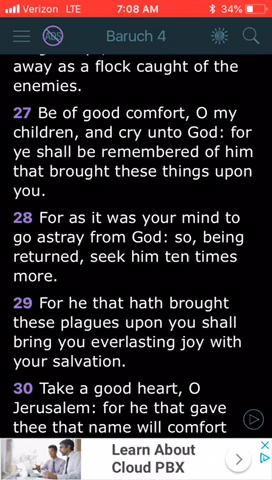 Verizon 7:08 AM 34%
ABS Baruch 4
away as a flock caught of the
enemies.
27 Be of good comfort, O my
children, and cry unto God: for
ye shall be remembered of him
that brought these things upon
you.
28 For as it was your mind to
go astray from God: so, being
returned, seek him ten times
more.
29 For he that hath brought
these plagues upon you shall
bring you everlasting joy with
your salvation.
30 Take a good heart, O
Jerusalem: for he that gave
thee that name will comfort
Learn About
Cloud PBX